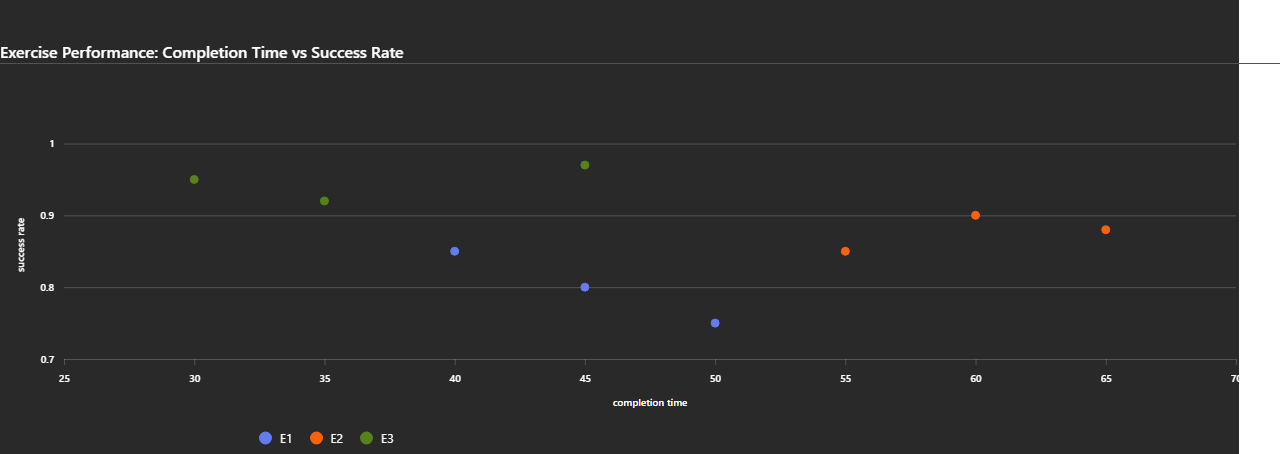 Exercise Performance: Completion Time vs Success Rate
1
0.9
success rate
0.8
0.7
25 30 35 40 45 50 55 60 65 70
completion time
E1 E2 E3